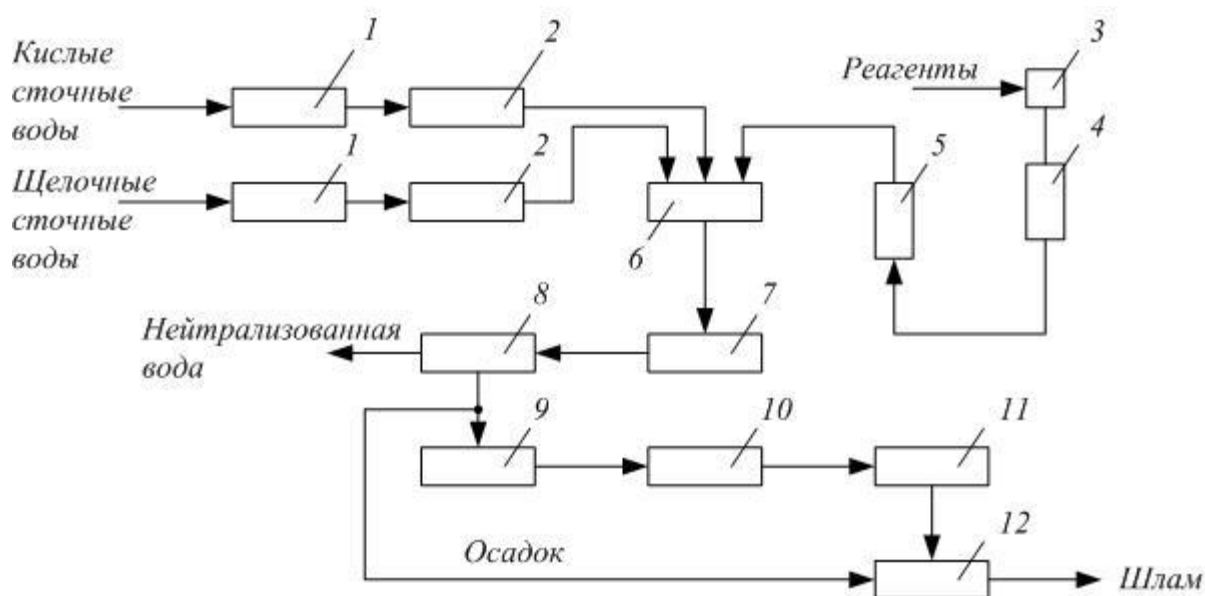 1
2
3
Кислые
сточные
воды
Реагенты
4
1
2
5
Щелочные
сточные
воды
6
8
7
Нейтрализованная
вода
9
10
11
Осадок
12
Шлам